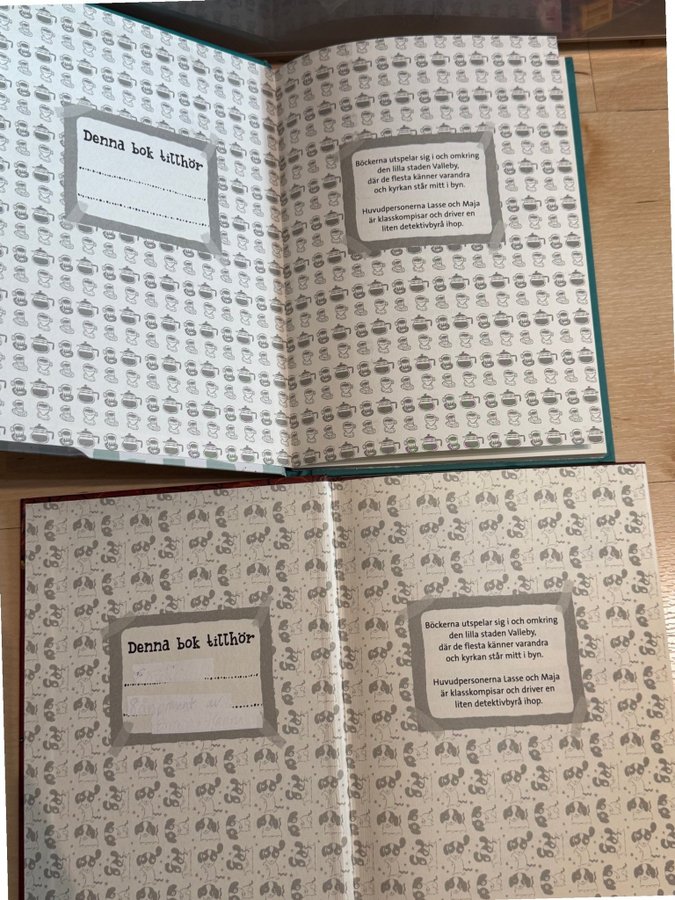 Denna bok tillhör
Böckerna utspelar sig i och omkring
den lilla staden Valleby,
där de flesta känner varandra
och kyrkan står mitt i byn.
Huvudpersonerna Lasse och Maja
är klasskompisar och driver en
liten detektivbyrå ihop.
Denna bok tillhör
Böckerna utspelar sig i och omkring
den lilla staden Valleby,
där de flesta känner varandra
och kyrkan står mitt i byn.
Huvudpersonerna Lasse och Maja
är klasskompisar och driver en
liten detektivbyrå ihop.